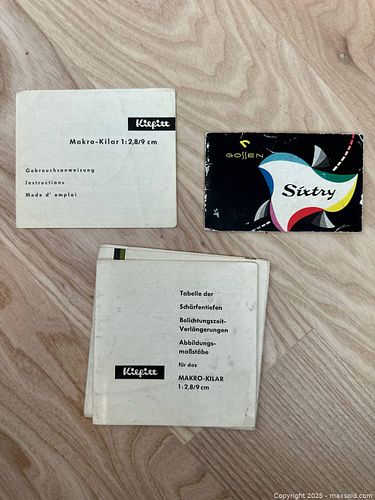 Kilfitt
Makro-Kilar 1:2,8/9 cm
Gebrauchsanweisung
Instructions
Mode d' emploi
GOSSEN
Sixtry
Tabelle der
Schärfentiefen
Belichtungszeit-
Verlängerungen
Abbildungs-
maßstäbe
für das
Kilfitt
MAKRO-KILAR
1:2,8/9 cm
Copyright 2025 - maxsold.com